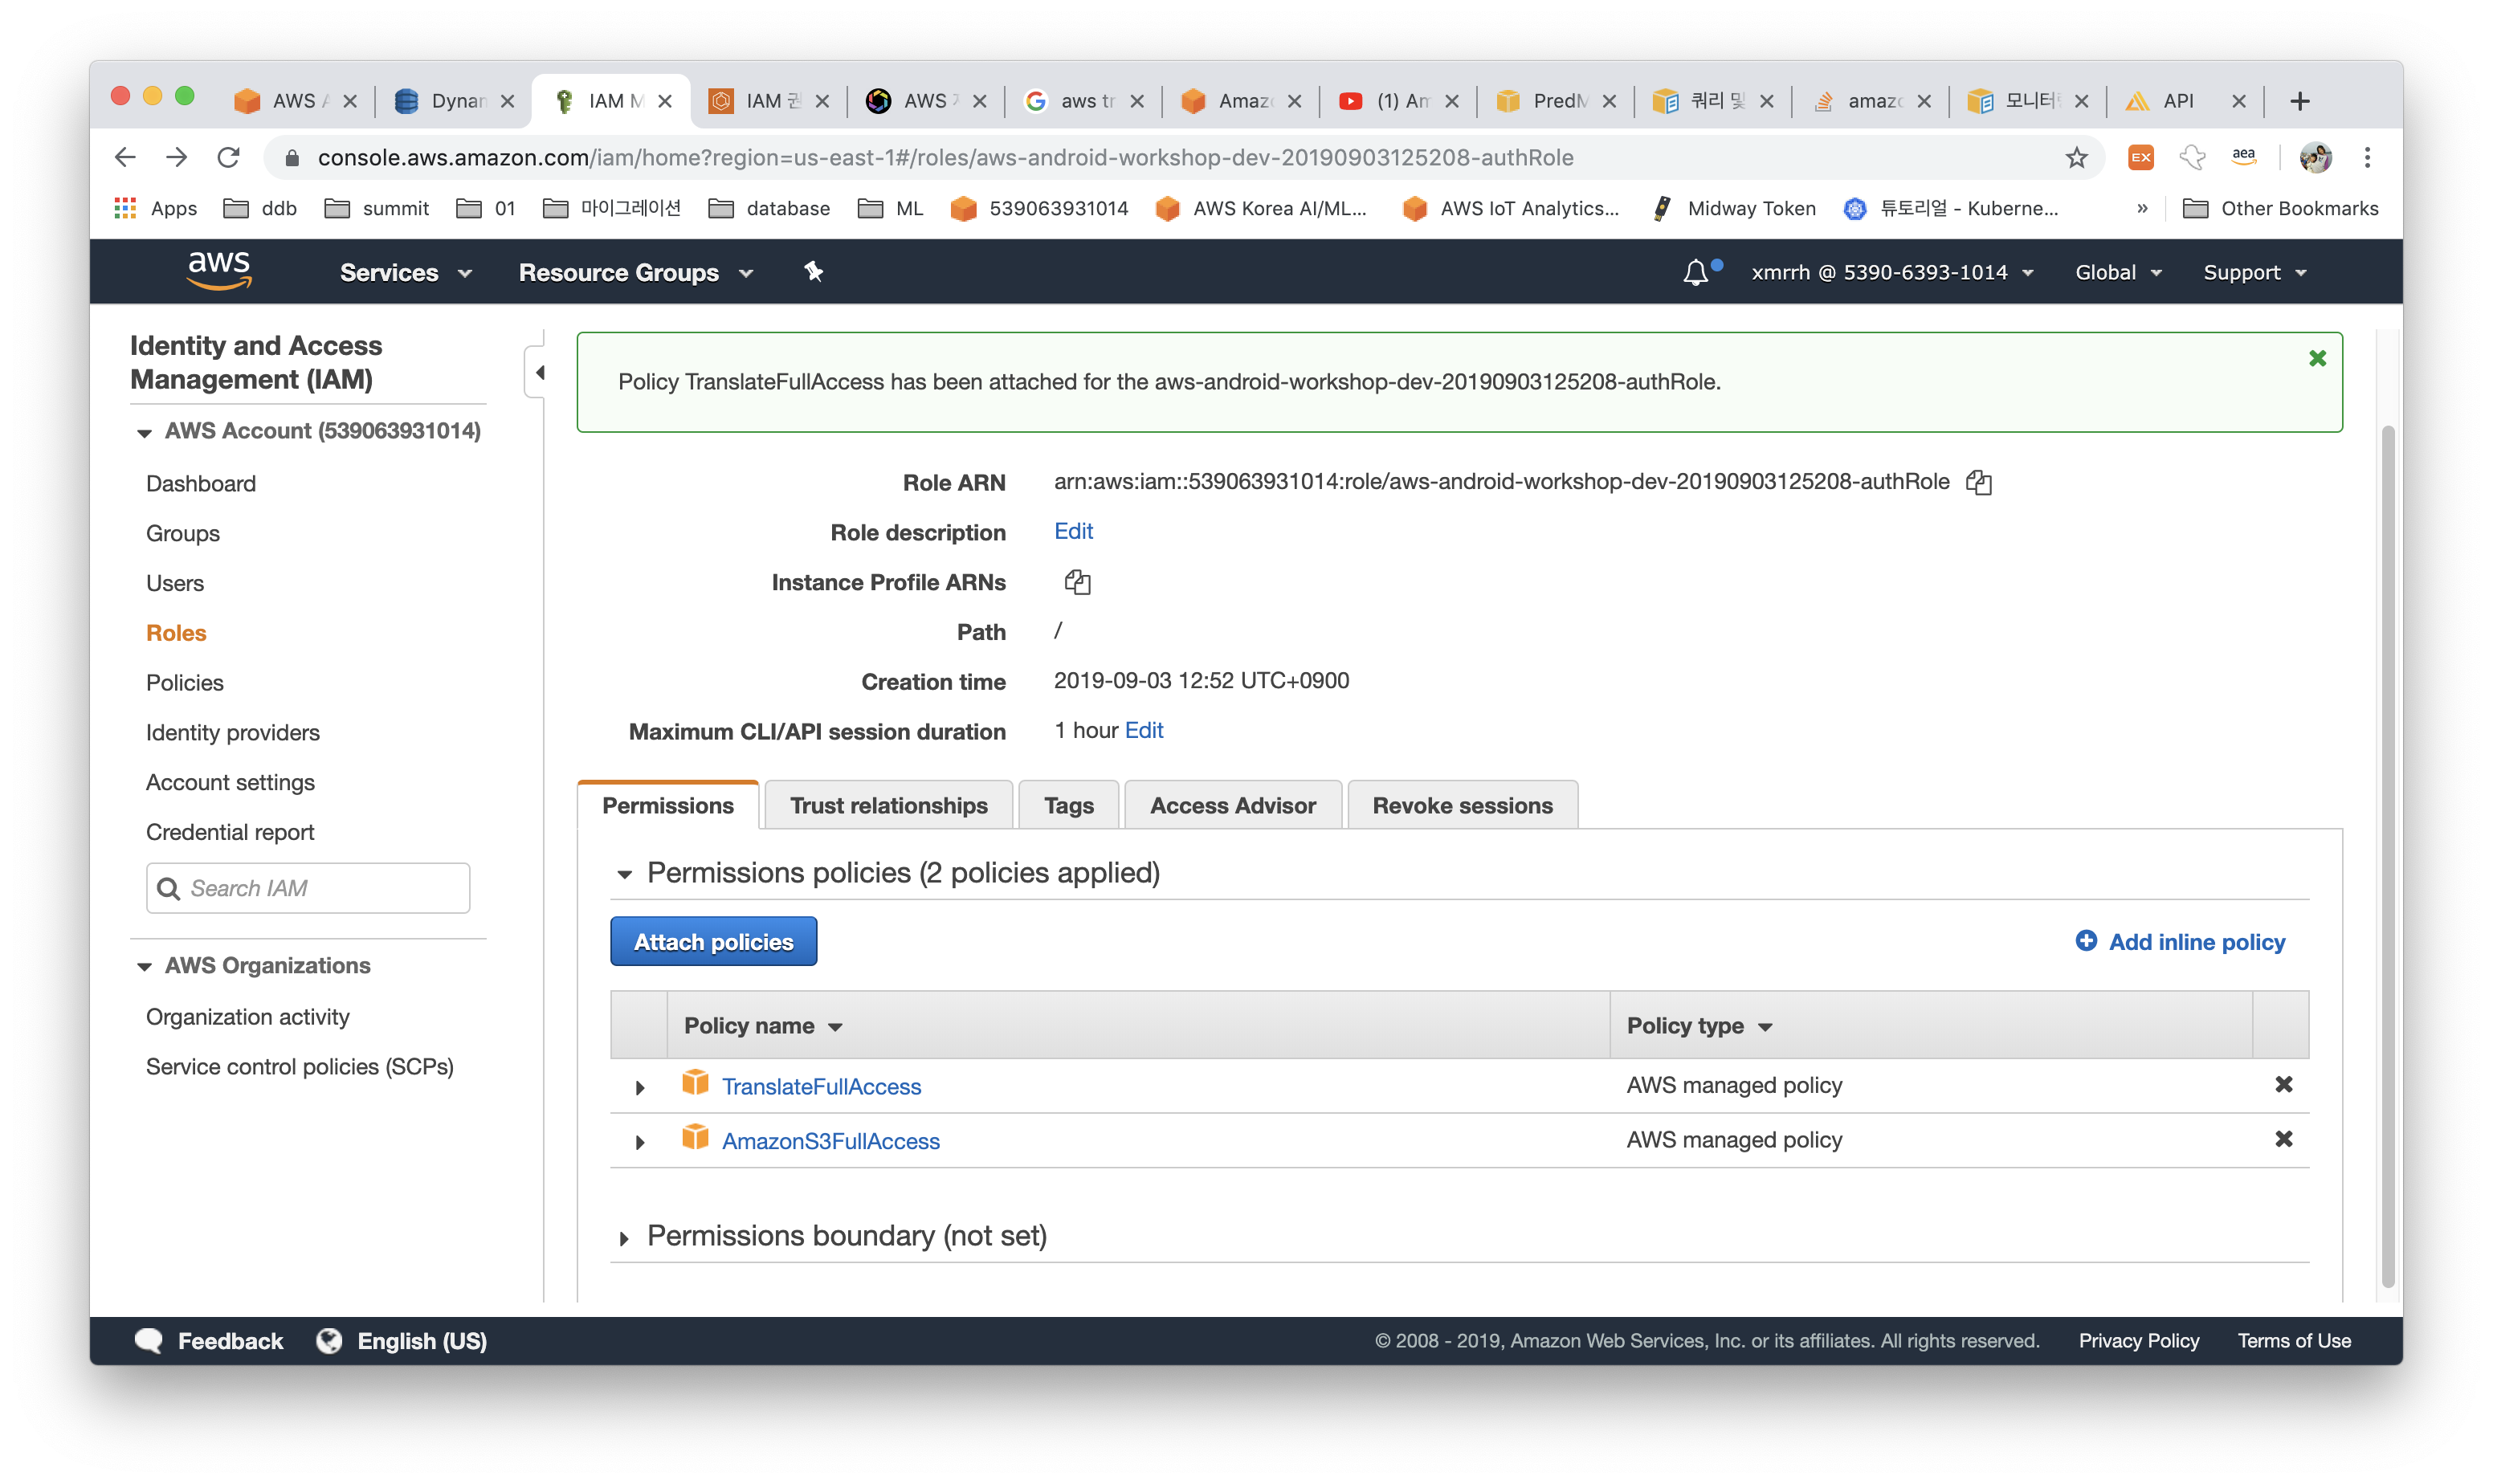 AWS A
Dynam
IAM M
IAM 권
AWS
aws tr
Amaz
(1) Am
PredM
쿼리 및
amazo
모니터
API
console.aws.amazon.com/iam/home?region=us-east-1#/roles/aws-android-workshop-dev-20190903125208-authRole
EX
aea
Apps
ddb
summit
01
마이그레이션
database
ML
539063931014
AWS Korea AI/ML...
AWS IoT Analytics...
Midway Token
튜토리얼 - Kuberne...
»
Other Bookmarks
aws
Services
Resource Groups
xmrrh @ 5390-6393-1014
Global
Support
Identity and Access
Management (IAM)
AWS Account (539063931014)
Dashboard
Groups
Users
Roles
Policies
Identity providers
Account settings
Credential report
Search IAM
AWS Organizations
Organization activity
Service control policies (SCPs)
Policy TranslateFullAccess has been attached for the aws-android-workshop-dev-20190903125208-authRole.
Role ARN arn:aws:iam::539063931014:role/aws-android-workshop-dev-20190903125208-authRole
Role description Edit
Instance Profile ARNs
Path /
Creation time 2019-09-03 12:52 UTC+0900
Maximum CLI/API session duration 1 hour Edit
Permissions
Trust relationships
Tags
Access Advisor
Revoke sessions
Permissions policies (2 policies applied)
Attach policies
Add inline policy
Policy name Policy type
TranslateFullAccess AWS managed policy
AmazonS3FullAccess AWS managed policy
Permissions boundary (not set)
Feedback
English (US)
© 2008 - 2019, Amazon Web Services, Inc. or its affiliates. All rights reserved.
Privacy Policy
Terms of Use